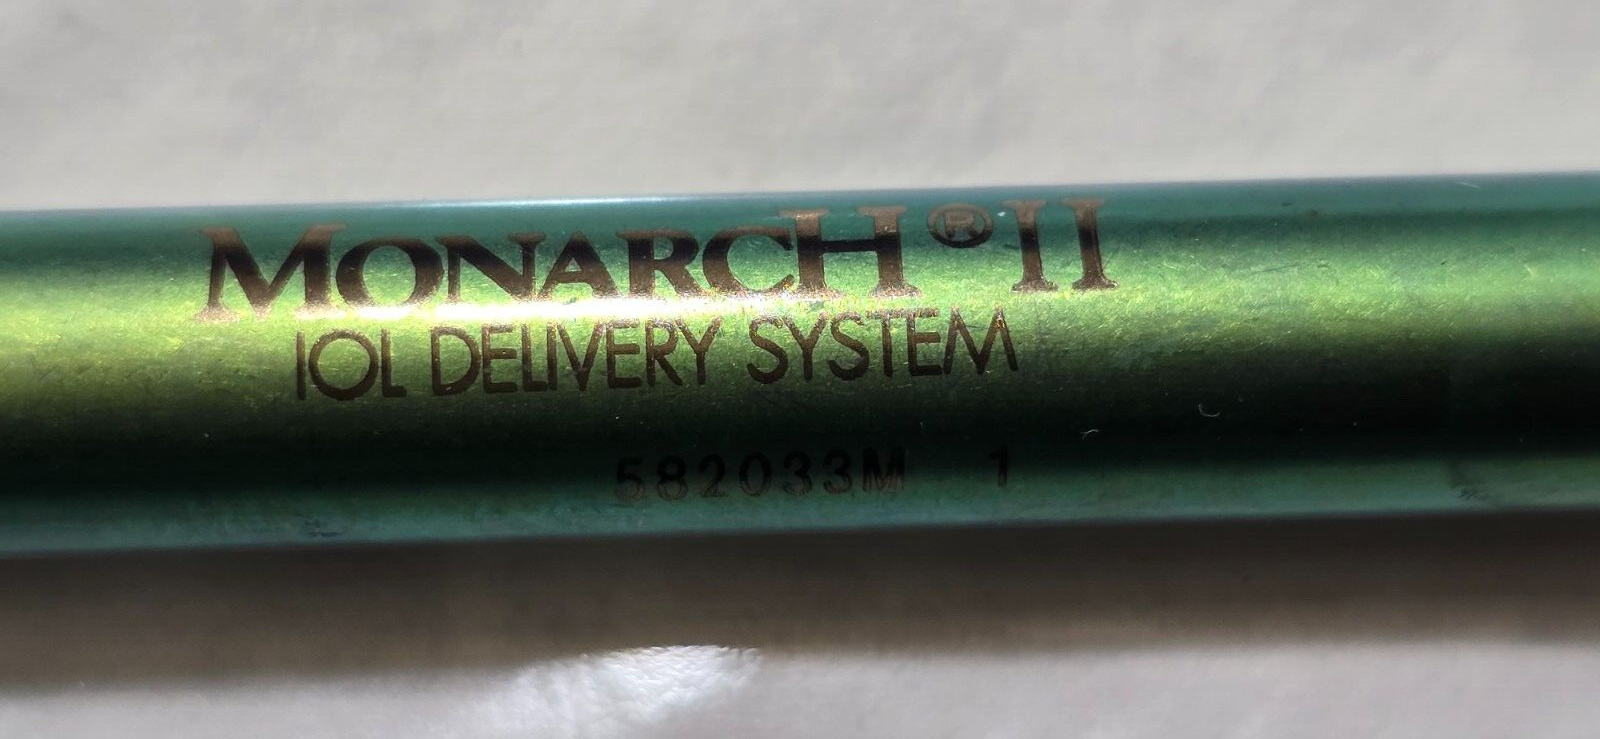 MONARCH® II
IOL DELIVERY SYSTEM
582033M 1